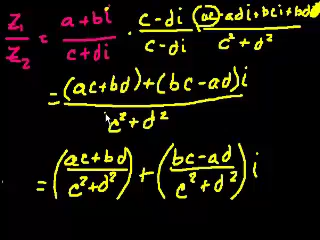 Z₁/Z₂ = (a+bi)/(c+di) · (c-di)/(c-di) (ac-adi+bci+bd)/(c²+d²)
= ((ac+bd)+(bc-ad)i)/(c²+d²)
= ((ac+bd)/(c²+d²)) + ((bc-ad)/(c²+d²)) i